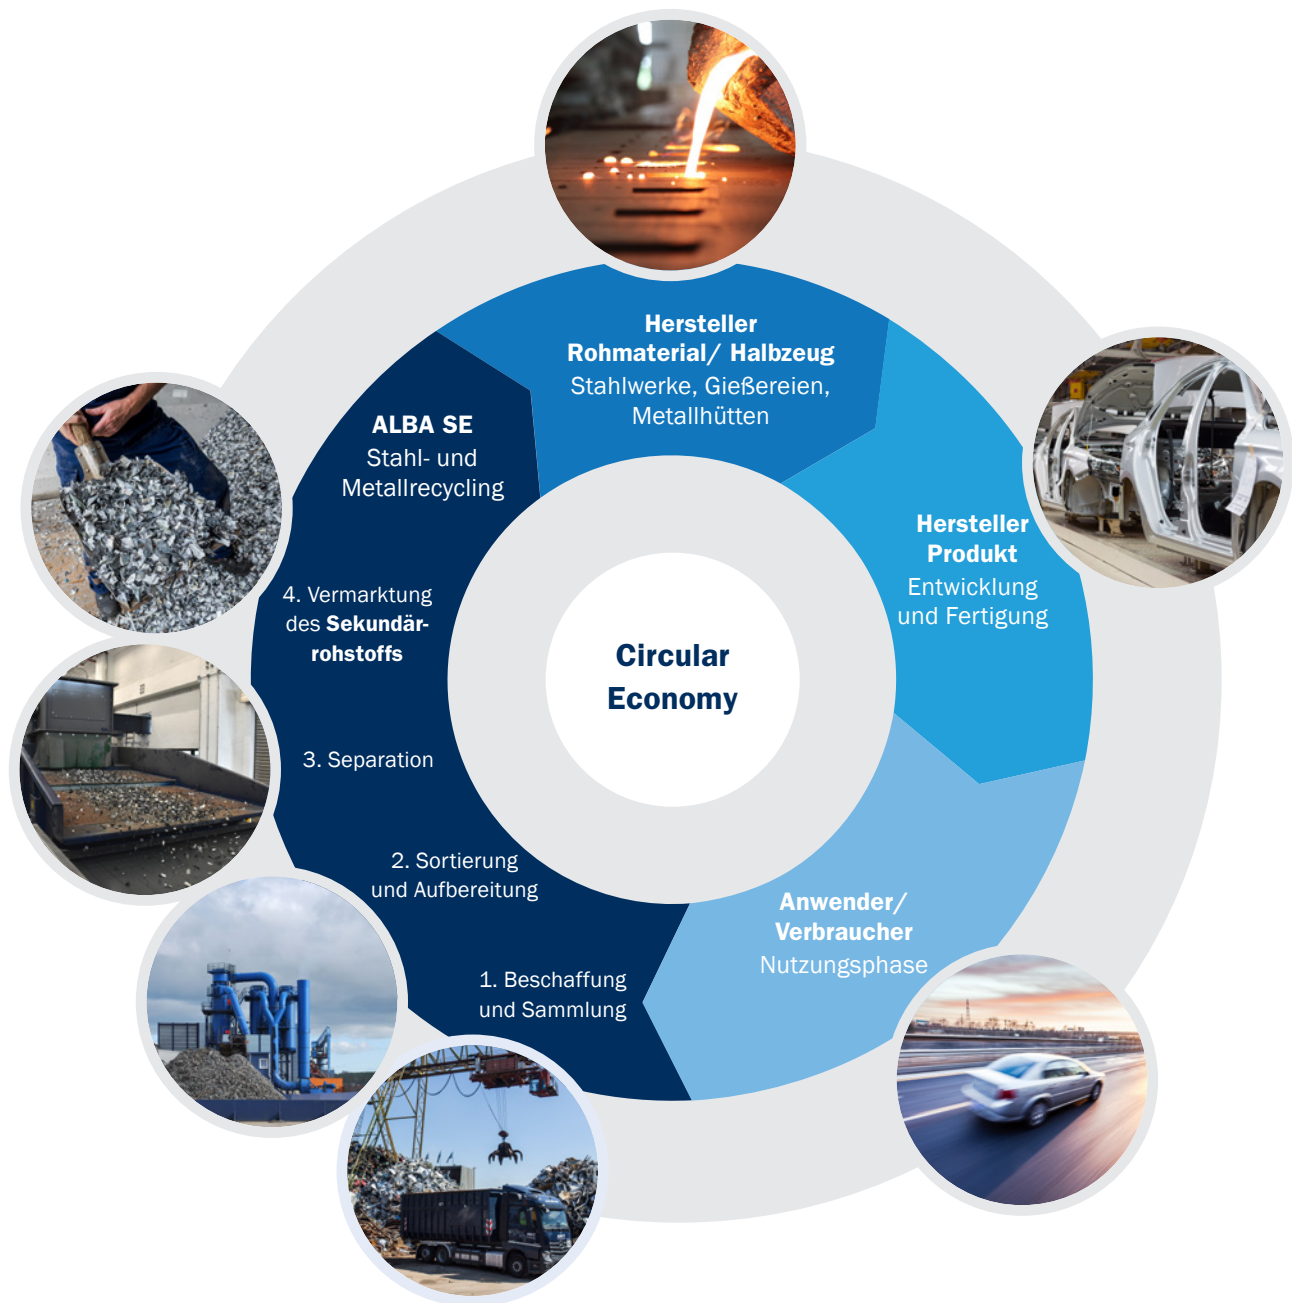 Hersteller
Rohmaterial/ Halbzeug
Stahlwerke, Gießereien,
Metallhütten
Hersteller
Produkt
Entwicklung
und Fertigung
Anwender/
Verbraucher
Nutzungsphase
ALBA SE
Stahl- und
Metallrecycling
4. Vermarktung
des Sekundär-
rohstoffs
3. Separation
2. Sortierung
und Aufbereitung
1. Beschaffung
und Sammlung
Circular
Economy